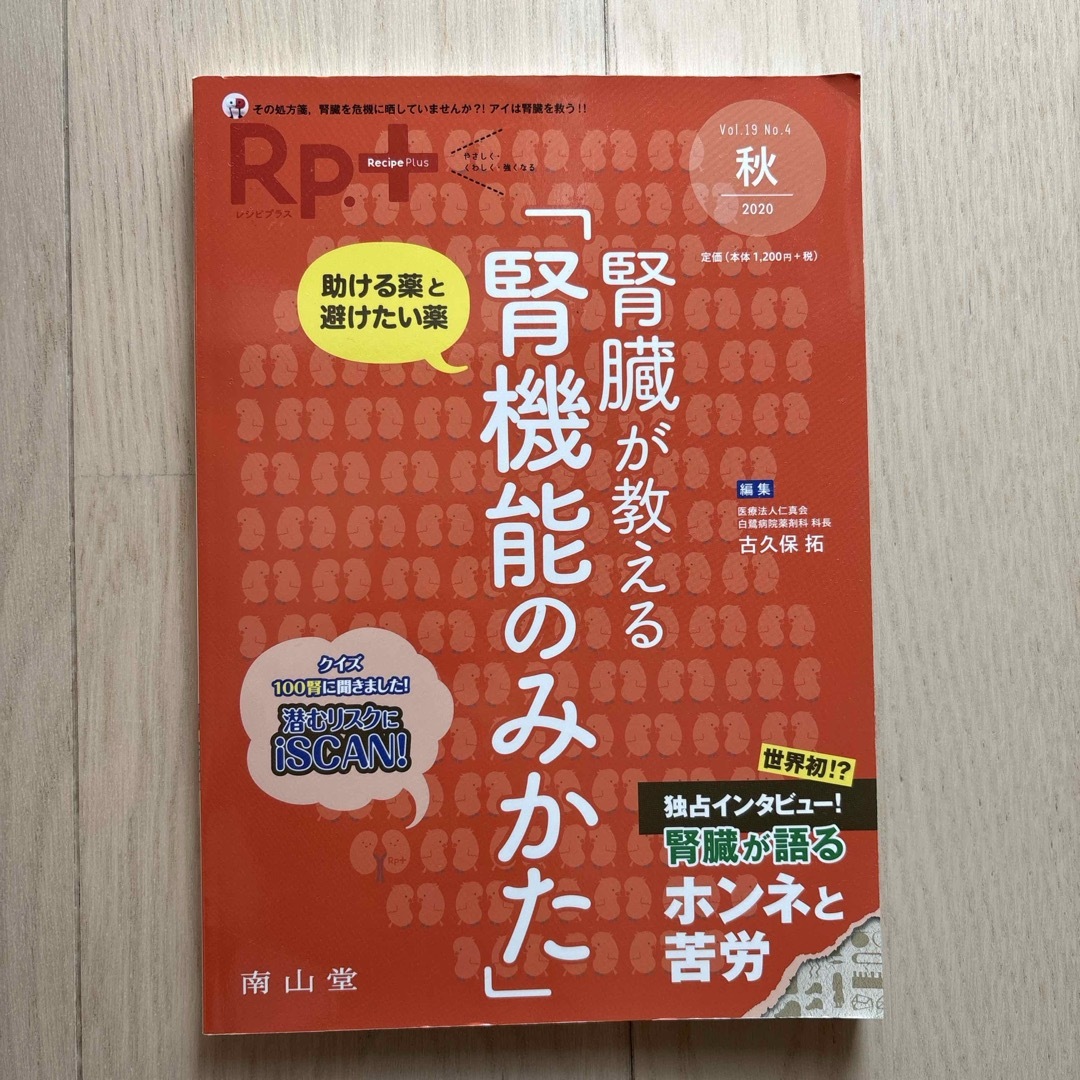 その処方箋，腎臓を危機に晒していませんか?! アイは腎臓を救う!!
Rp.+
Recipe Plus
レシピプラス
やさしく・
くわしく・強くなる
Vol.19 No.4
秋
2020
定価（本体1,200円+税）
腎臓が教える
「腎機能のみかた」
助ける薬と
避けたい薬
編集
医療法人仁真会
白鷺病院薬剤科 科長
古久保 拓
クイズ
100腎に聞きました!
潜むリスクに
iSCAN!
世界初!?
独占インタビュー!
腎臓が語る
ホンネと
苦労
Rp+
南山堂